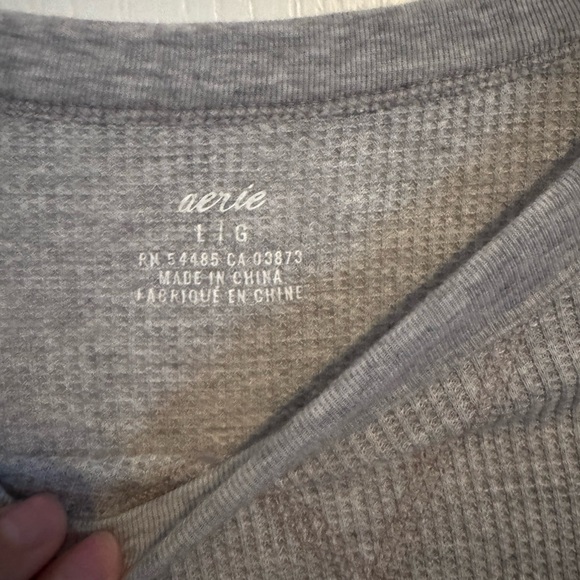 aerie
L | G
RN 54485 CA 03873
MADE IN CHINA
FABRIQUÉ EN CHINE